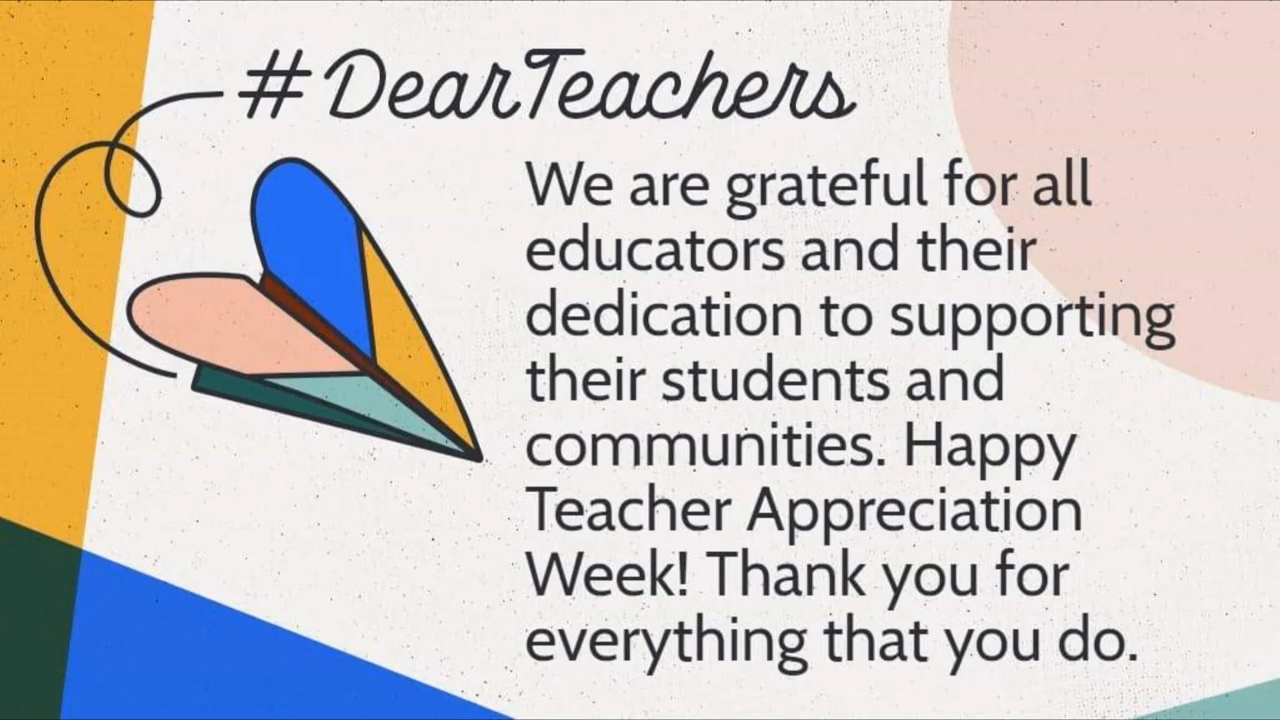 #DearTeachers
We are grateful for all
educators and their
dedication to supporting
their students and
communities. Happy
Teacher Appreciation
Week! Thank you for
everything that you do.